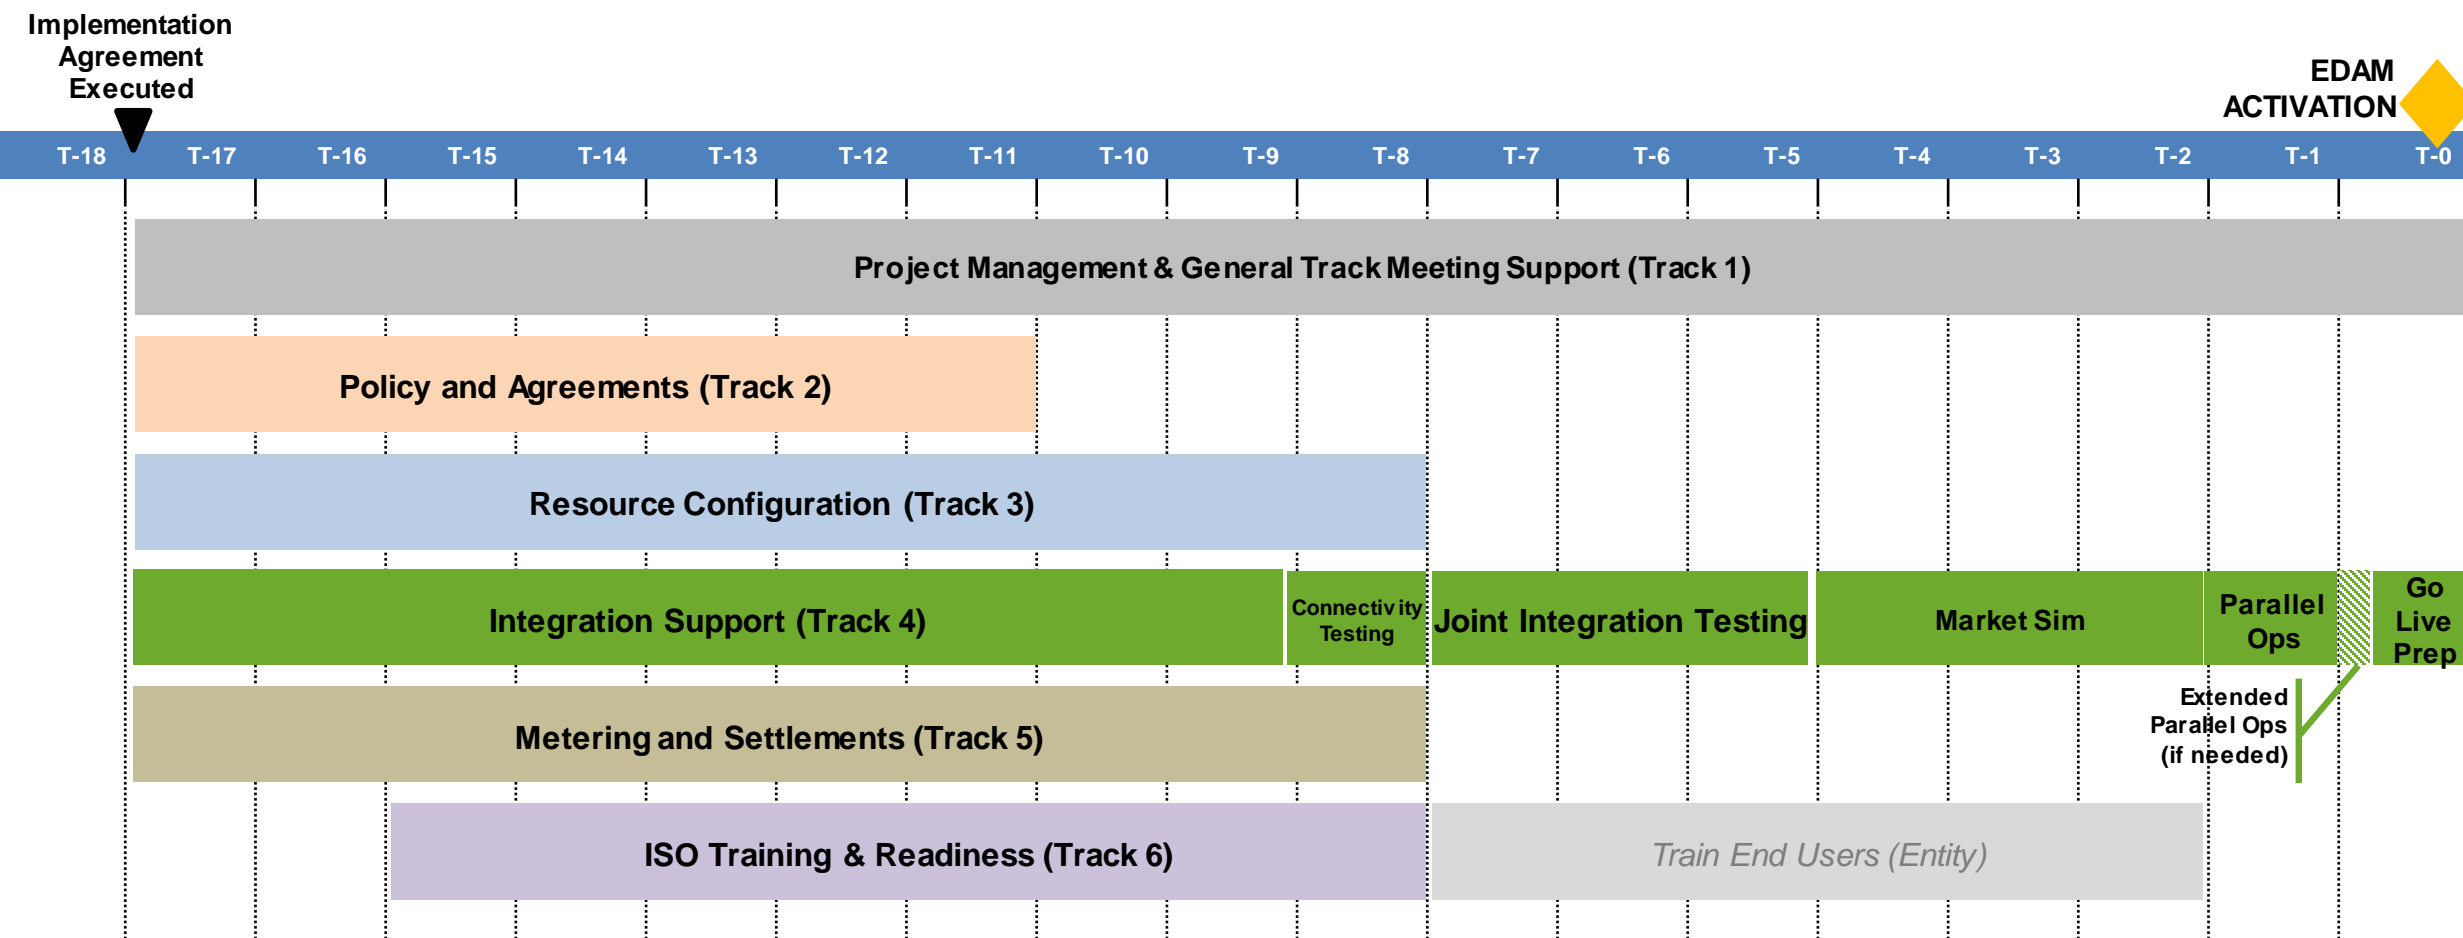 Implementation
Agreement
Executed
EDAM
ACTIVATION
T-18 T-17 T-16 T-15 T-14 T-13 T-12 T-11 T-10 T-9 T-8 T-7 T-6 T-5 T-4 T-3 T-2 T-1 T-0
Project Management & General Track Meeting Support (Track 1)
Policy and Agreements (Track 2)
Resource Configuration (Track 3)
Integration Support (Track 4)
Connectivity
Testing
Joint Integration Testing
Market Sim
Parallel
Ops
Go
Live
Prep
Extended
Parallel Ops
(if needed)
Metering and Settlements (Track 5)
ISO Training & Readiness (Track 6)
Train End Users (Entity)